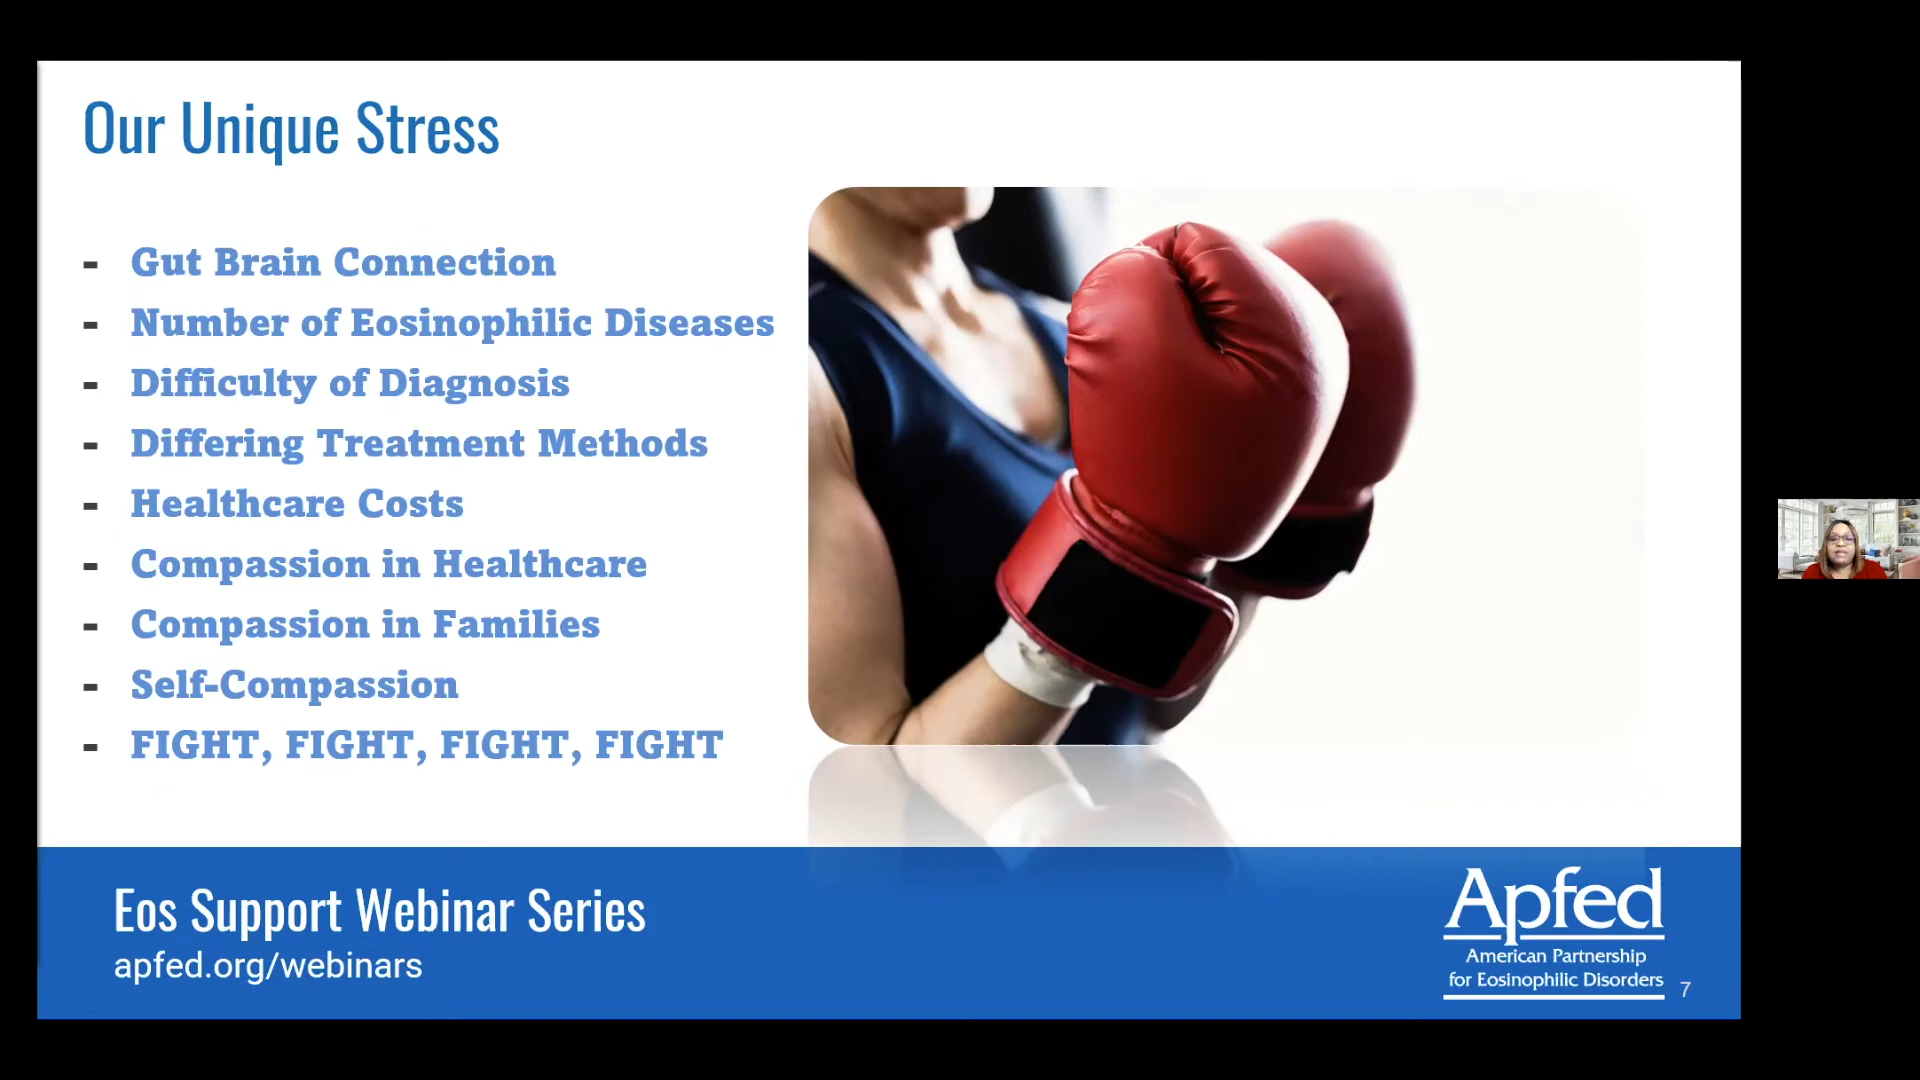 Our Unique Stress
- Gut Brain Connection
- Number of Eosinophilic Diseases
- Difficulty of Diagnosis
- Differing Treatment Methods
- Healthcare Costs
- Compassion in Healthcare
- Compassion in Families
- Self-Compassion
- FIGHT, FIGHT, FIGHT, FIGHT
Eos Support Webinar Series
apfed.org/webinars
Apfed
American Partnership
for Eosinophilic Disorders
7